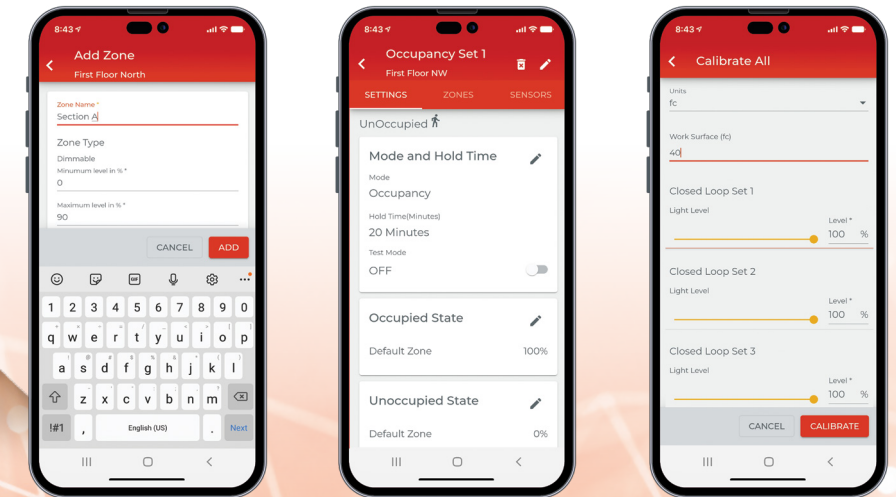 8:43
Add Zone
First Floor North
Zone Name *
Section A
Zone Type
Dimmable
Minumum level in % *
0
Maximum level in % *
90
CANCEL
ADD
GIF
1 2 3 4 5 6 7 8 9 0
q w e r t y u i o p
a s d f g h j k l
z x c v b n m
!#1 , English (US) . Next
8:43
Occupancy Set 1
First Floor NW
SETTINGS ZONES SENSORS
UnOccupied
Mode and Hold Time
Mode
Occupancy
Hold Time(Minutes)
20 Minutes
Test Mode
OFF
Occupied State
Default Zone 100%
Unoccupied State
Default Zone 0%
8:43
Calibrate All
Units
fc
Work Surface (fc)
40
Closed Loop Set 1
Light Level
Level *
100 %
Closed Loop Set 2
Light Level
Level *
100 %
Closed Loop Set 3
Light Level
Level *
100 %
CANCEL
CALIBRATE